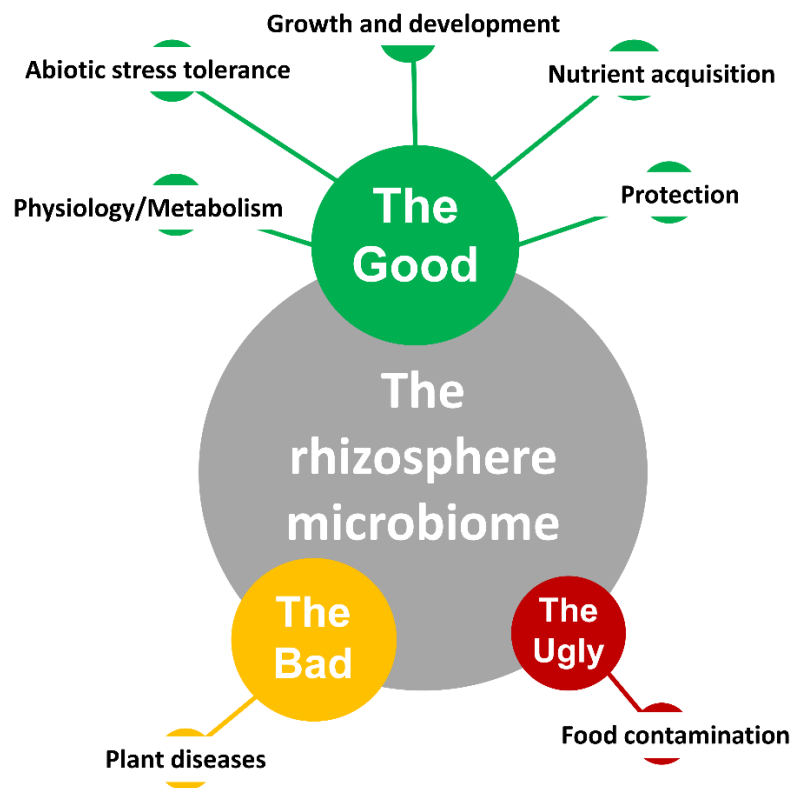 Growth and development
Abiotic stress tolerance
Nutrient acquisition
Physiology/Metabolism
Protection
The
Good
The
rhizosphere
microbiome
The
Bad
The
Ugly
Plant diseases
Food contamination